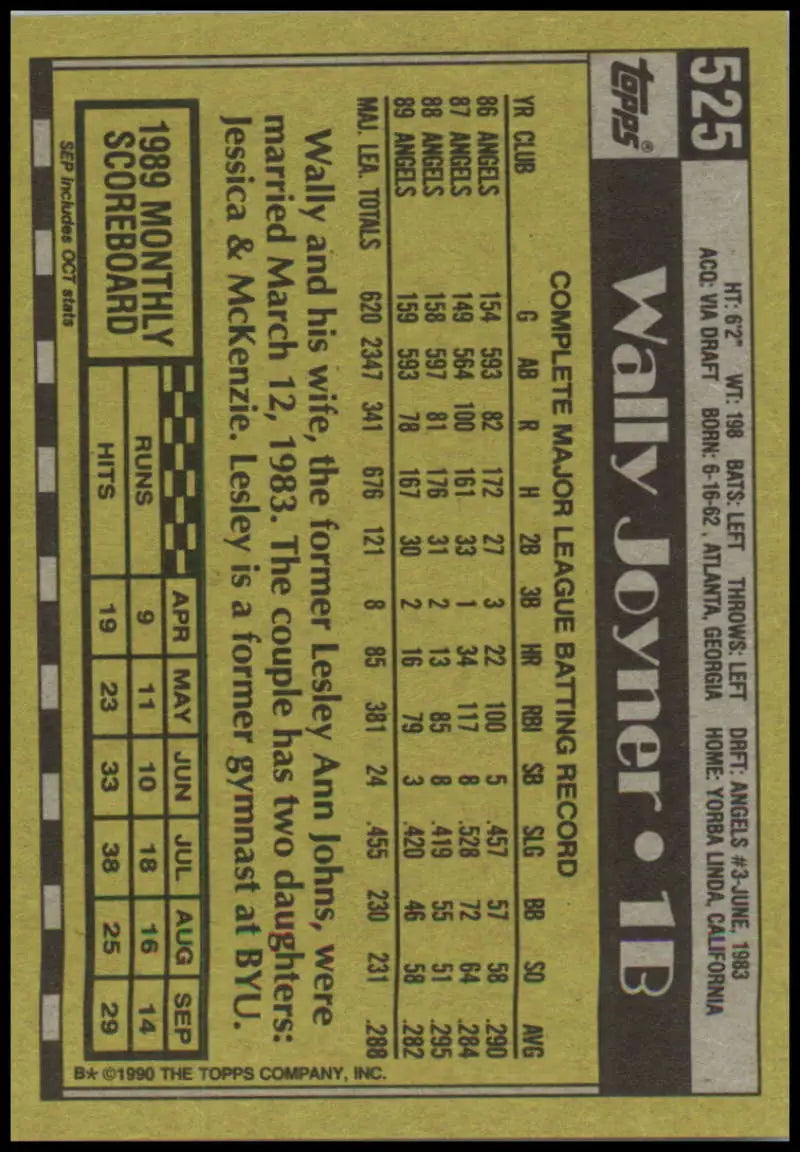 525
HT: 6'2" WT: 198 BATS: LEFT THROWS: LEFT DRFT: ANGELS #3-JUNE, 1983
ACQ: VIA DRAFT BORN: 6-16-62 , ATLANTA, GEORGIA HOME: YORBA LINDA, CALIFORNIA
topps®
Wally Joyner • 1B
COMPLETE MAJOR LEAGUE BATTING RECORD
YR CLUB G AB R H 2B 3B HR RBI SB SLG BB SO AVG
86 ANGELS 154 593 82 172 27 3 22 100 5 .457 57 58 .290
87 ANGELS 149 564 100 161 33 1 34 117 8 .528 72 64 .284
88 ANGELS 158 597 81 176 31 2 13 85 8 .419 55 51 .295
89 ANGELS 159 593 78 167 30 2 16 79 3 .420 46 58 .282
MAJ. LEA. TOTALS 620 2347 341 676 121 8 85 381 24 .455 230 231 .288
Wally and his wife, the former Lesley Ann Johns, were
married March 12, 1983. The couple has two daughters:
Jessica & McKenzie. Lesley is a former gymnast at BYU.
1989 MONTHLY
SCOREBOARD
APR MAY JUN JUL AUG SEP
RUNS 9 11 10 18 16 14
HITS 19 23 33 38 25 29
SEP includes OCT stats
B* ©1990 THE TOPPS COMPANY, INC.